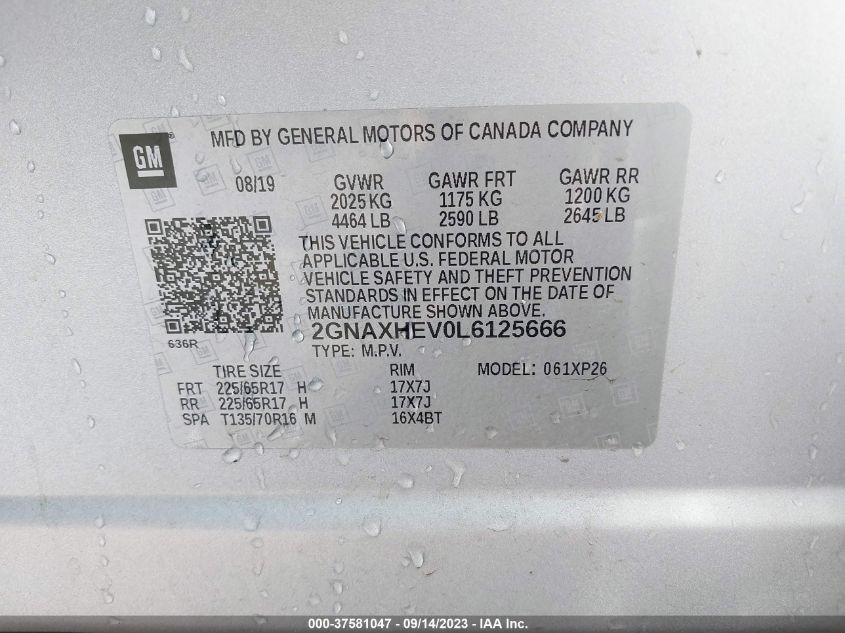 GM ®
MFD BY GENERAL MOTORS OF CANADA COMPANY
08/19 GVWR GAWR FRT GAWR RR
2025 KG 1175 KG 1200 KG
4464 LB 2590 LB 2645 LB
THIS VEHICLE CONFORMS TO ALL
APPLICABLE U.S. FEDERAL MOTOR
VEHICLE SAFETY AND THEFT PREVENTION
STANDARDS IN EFFECT ON THE DATE OF
MANUFACTURE SHOWN ABOVE.
2GNAXHEV0L6125666
636R
TYPE: M.P.V.
TIRE SIZE RIM MODEL: 061XP26
FRT 225/65R17 H 17X7J
RR 225/65R17 H 17X7J
SPA T135/70R16 M 16X4BT
000-37581047 - 09/14/2023 - IAA Inc.